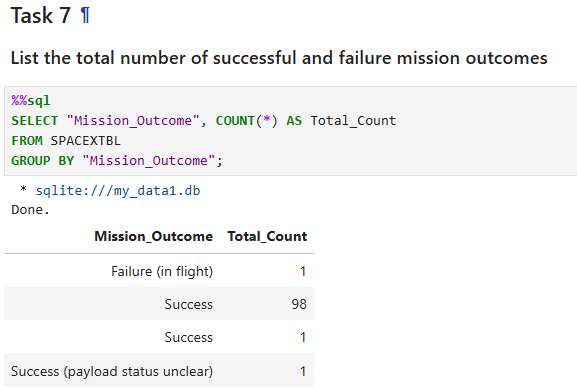 Task 7 ¶
List the total number of successful and failure mission outcomes
%%sql
SELECT "Mission_Outcome", COUNT(*) AS Total_Count
FROM SPACEXTBL
GROUP BY "Mission_Outcome";
* sqlite:///my_data1.db
Done.
Mission_Outcome Total_Count
Failure (in flight) 1
Success 98
Success 1
Success (payload status unclear) 1